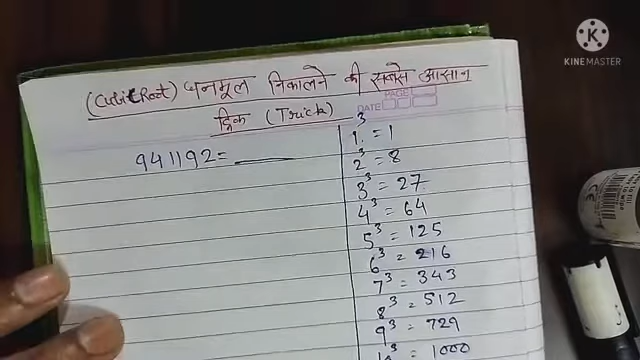 (Cubic Root) घनमूल निकालने की सबसे आसान
ट्रिक (Trick)
PAGE
DATE
941192=
1³ = 1
2³ = 8
3³ = 27
4³ = 64
5³ = 125
6³ = 216
7³ = 343
8³ = 512
9³ = 729
10³ = 1000
KINEMASTER